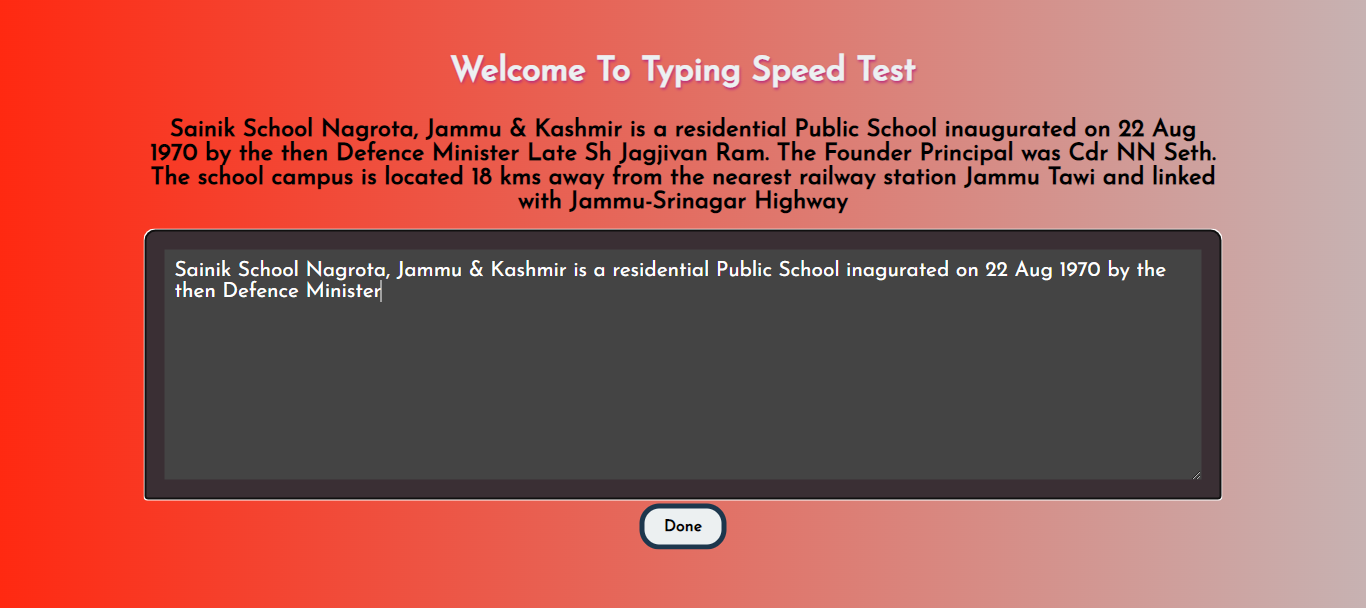 Welcome To Typing Speed Test
Sainik School Nagrota, Jammu & Kashmir is a residential Public School inaugurated on 22 Aug
1970 by the then Defence Minister Late Sh Jagjivan Ram. The Founder Principal was Cdr NN Seth.
The school campus is located 18 kms away from the nearest railway station Jammu Tawi and linked
with Jammu-Srinagar Highway
Sainik School Nagrota, Jammu & Kashmir is a residential Public School inagurated on 22 Aug 1970 by the
then Defence Minister
Done